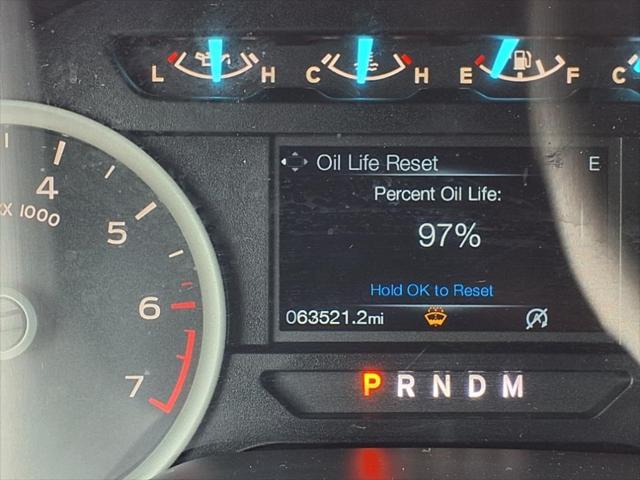 L H C H E F C
Oil Life Reset E
Percent Oil Life:
97%
Hold OK to Reset
063521.2mi
4
X 1000
5
6
7
P R N D M